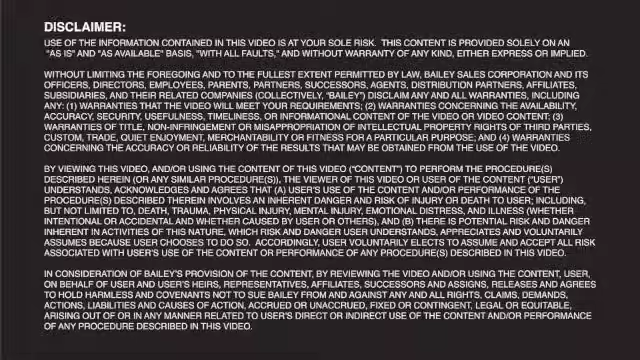 DISCLAIMER:
USE OF THE INFORMATION CONTAINED IN THIS VIDEO IS AT YOUR SOLE RISK. THIS CONTENT IS PROVIDED SOLELY ON AN
"AS IS" AND "AS AVAILABLE" BASIS, "WITH ALL FAULTS," AND WITHOUT WARRANTY OF ANY KIND, EITHER EXPRESS OR IMPLIED.
WITHOUT LIMITING THE FOREGOING AND TO THE FULLEST EXTENT PERMITTED BY LAW, BAILEY SALES CORPORATION AND ITS
OFFICERS, DIRECTORS, EMPLOYEES, PARENTS, PARTNERS, SUCCESSORS, AGENTS, DISTRIBUTION PARTNERS, AFFILIATES,
SUBSIDIARIES, AND THEIR RELATED COMPANIES (COLLECTIVELY, "BAILEY") DISCLAIM ANY AND ALL WARRANTIES, INCLUDING
ANY: (1) WARRANTIES THAT THE VIDEO WILL MEET YOUR REQUIREMENTS; (2) WARRANTIES CONCERNING THE AVAILABILITY,
ACCURACY, SECURITY, USEFULNESS, TIMELINESS, OR INFORMATIONAL CONTENT OF THE VIDEO OR VIDEO CONTENT; (3)
WARRANTIES OF TITLE, NON-INFRINGEMENT OR MISAPPROPRIATION OF INTELLECTUAL PROPERTY RIGHTS OF THIRD PARTIES,
CUSTOM, TRADE, QUIET ENJOYMENT, MERCHANTABILITY OR FITNESS FOR A PARTICULAR PURPOSE; AND (4) WARRANTIES
CONCERNING THE ACCURACY OR RELIABILITY OF THE RESULTS THAT MAY BE OBTAINED FROM THE USE OF THE VIDEO.
BY VIEWING THIS VIDEO, AND/OR USING THE CONTENT OF THIS VIDEO ("CONTENT") TO PERFORM THE PROCEDURE(S)
DESCRIBED HEREIN (OR ANY SIMILAR PROCEDURE(S)), THE VIEWER OF THIS VIDEO OR USER OF THE CONTENT ("USER")
UNDERSTANDS, ACKNOWLEDGES AND AGREES THAT (A) USER'S USE OF THE CONTENT AND/OR PERFORMANCE OF THE
PROCEDURE(S) DESCRIBED THEREIN INVOLVES AN INHERENT DANGER AND RISK OF INJURY OR DEATH TO USER; INCLUDING,
BUT NOT LIMITED TO, DEATH, TRAUMA, PHYSICAL INJURY, MENTAL INJURY, EMOTIONAL DISTRESS, AND ILLNESS (WHETHER
INTENTIONAL OR ACCIDENTAL AND WHETHER CAUSED BY USER OR OTHERS), AND (B) THERE IS POTENTIAL RISK AND DANGER
INHERENT IN ACTIVITIES OF THIS NATURE, WHICH RISK AND DANGER USER UNDERSTANDS, APPRECIATES AND VOLUNTARILY
ASSUMES BECAUSE USER CHOOSES TO DO SO. ACCORDINGLY, USER VOLUNTARILY ELECTS TO ASSUME AND ACCEPT ALL RISK
ASSOCIATED WITH USER'S USE OF THE CONTENT OR PERFORMANCE OF ANY PROCEDURE(S) DESCRIBED IN THIS VIDEO.
IN CONSIDERATION OF BAILEY'S PROVISION OF THE CONTENT, BY REVIEWING THE VIDEO AND/OR USING THE CONTENT, USER,
ON BEHALF OF USER AND USER'S HEIRS, REPRESENTATIVES, AFFILIATES, SUCCESSORS AND ASSIGNS, RELEASES AND AGREES
TO HOLD HARMLESS AND COVENANTS NOT TO SUE BAILEY FROM AND AGAINST ANY AND ALL RIGHTS, CLAIMS, DEMANDS,
ACTIONS, LIABILITIES AND CAUSES OF ACTION, ACCRUED OR UNACCRUED, FIXED OR CONTINGENT, LEGAL OR EQUITABLE,
ARISING OUT OF OR IN ANY MANNER RELATED TO USER'S DIRECT OR INDIRECT USE OF THE CONTENT AND/OR PERFORMANCE
OF ANY PROCEDURE DESCRIBED IN THIS VIDEO.